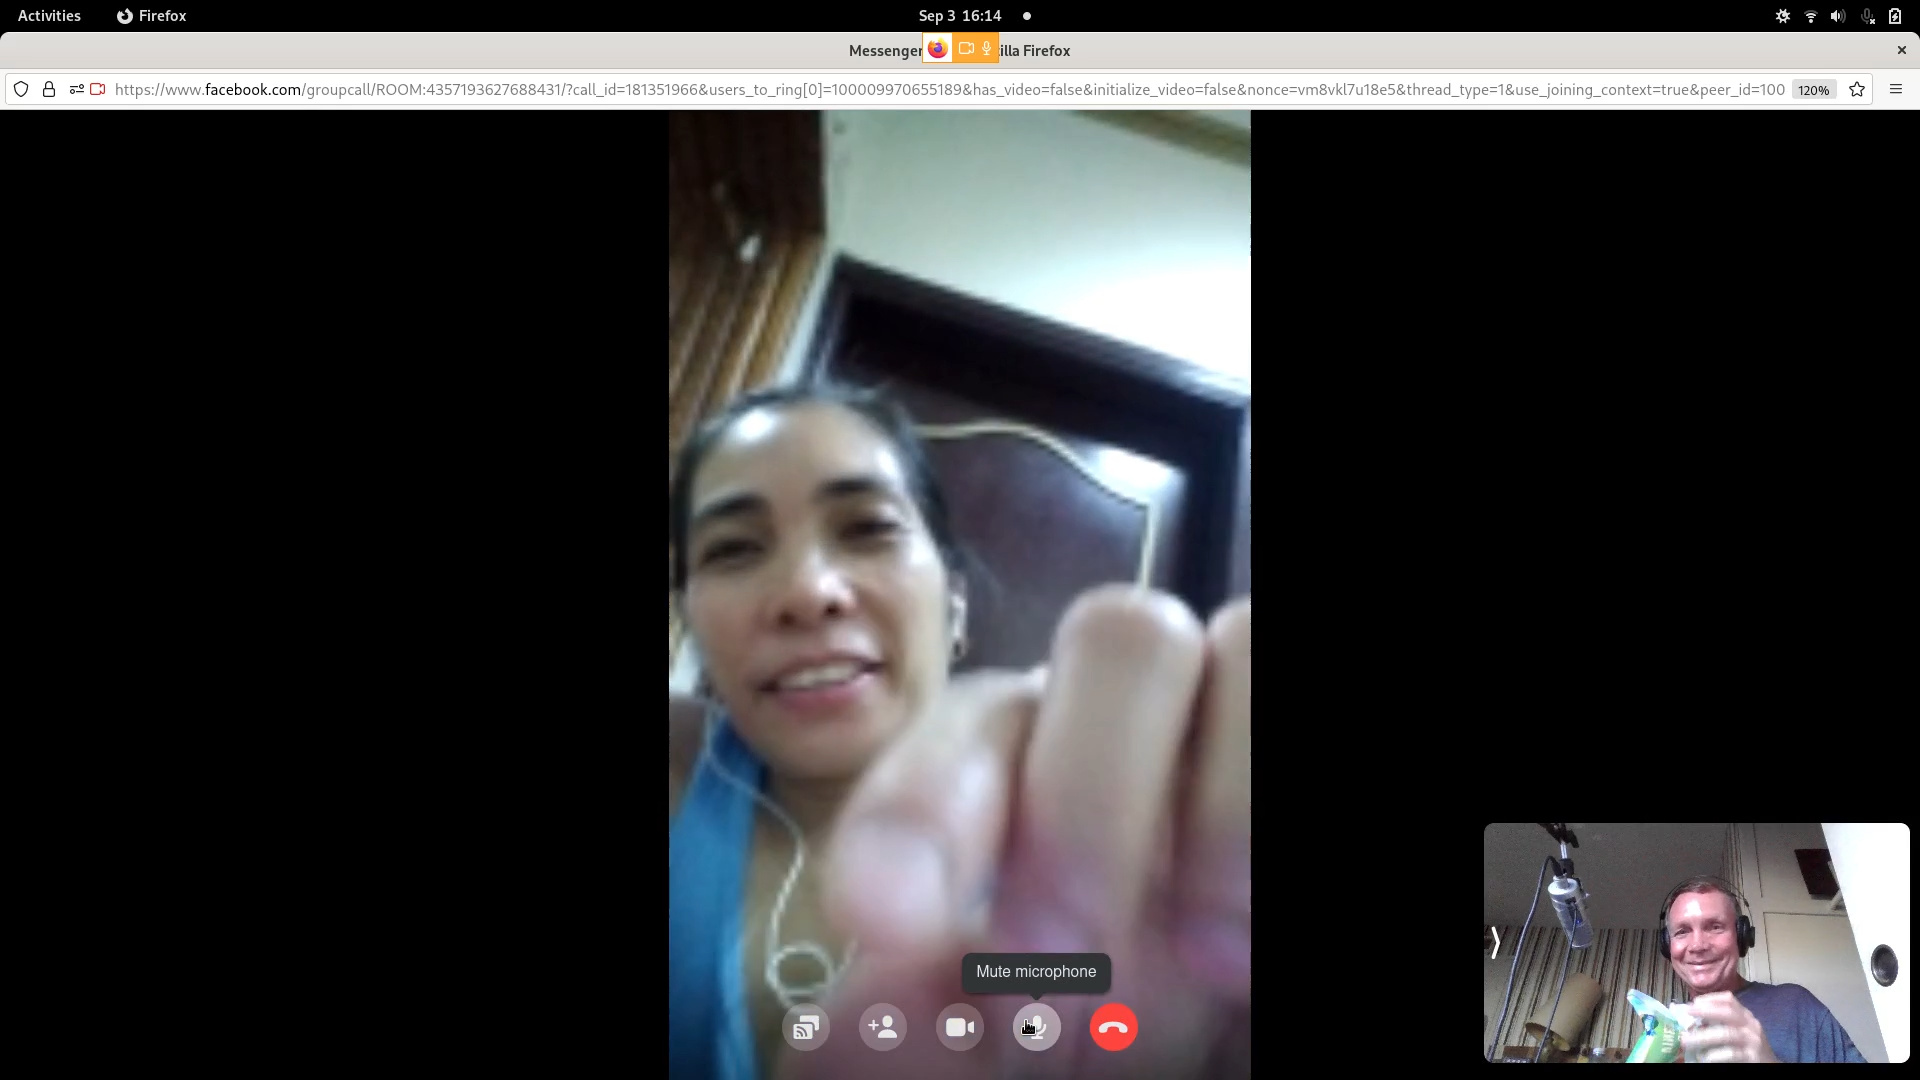 Activities Firefox Sep 3 16:14
Messenger illa Firefox
https://www.facebook.com/groupcall/ROOM:4357193627688431/?call_id=181351966&users_to_ring[0]=100009970655189&has_video=false&initialize_video=false&nonce=vm8vkl7u18e5&thread_type=1&use_joining_context=true&peer_id=100 120%
Mute microphone